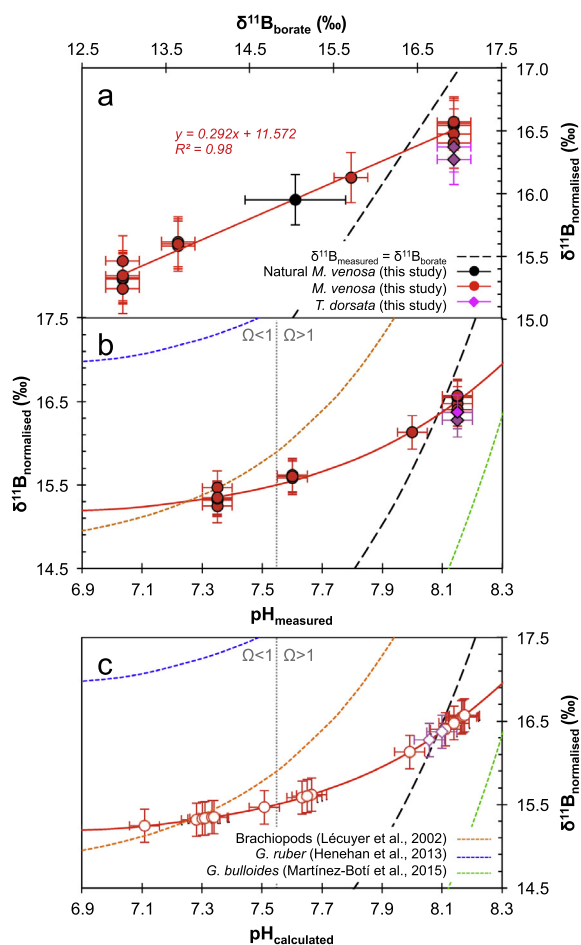 δ¹¹B_borate (‰)
12.5 13.5 14.5 15.5 16.5 17.5
a
y = 0.292x + 11.572
R² = 0.98
17.0
16.5
16.0
15.5
15.0
δ¹¹B_normalised (‰)
δ¹¹B_measured = δ¹¹B_borate
Natural M. venosa (this study)
M. venosa (this study)
T. dorsata (this study)
b
Ω<1 Ω>1
17.5
16.5
15.5
14.5
δ¹¹B_normalised (‰)
6.9 7.1 7.3 7.5 7.7 7.9 8.1 8.3
pH_measured
c
Ω<1 Ω>1
17.5
16.5
15.5
14.5
δ¹¹B_normalised (‰)
Brachiopods (Lécuyer et al., 2002)
G. ruber (Henehan et al., 2013)
G. bulloides (Martínez-Botí et al., 2015)
6.9 7.1 7.3 7.5 7.7 7.9 8.1 8.3
pH_calculated